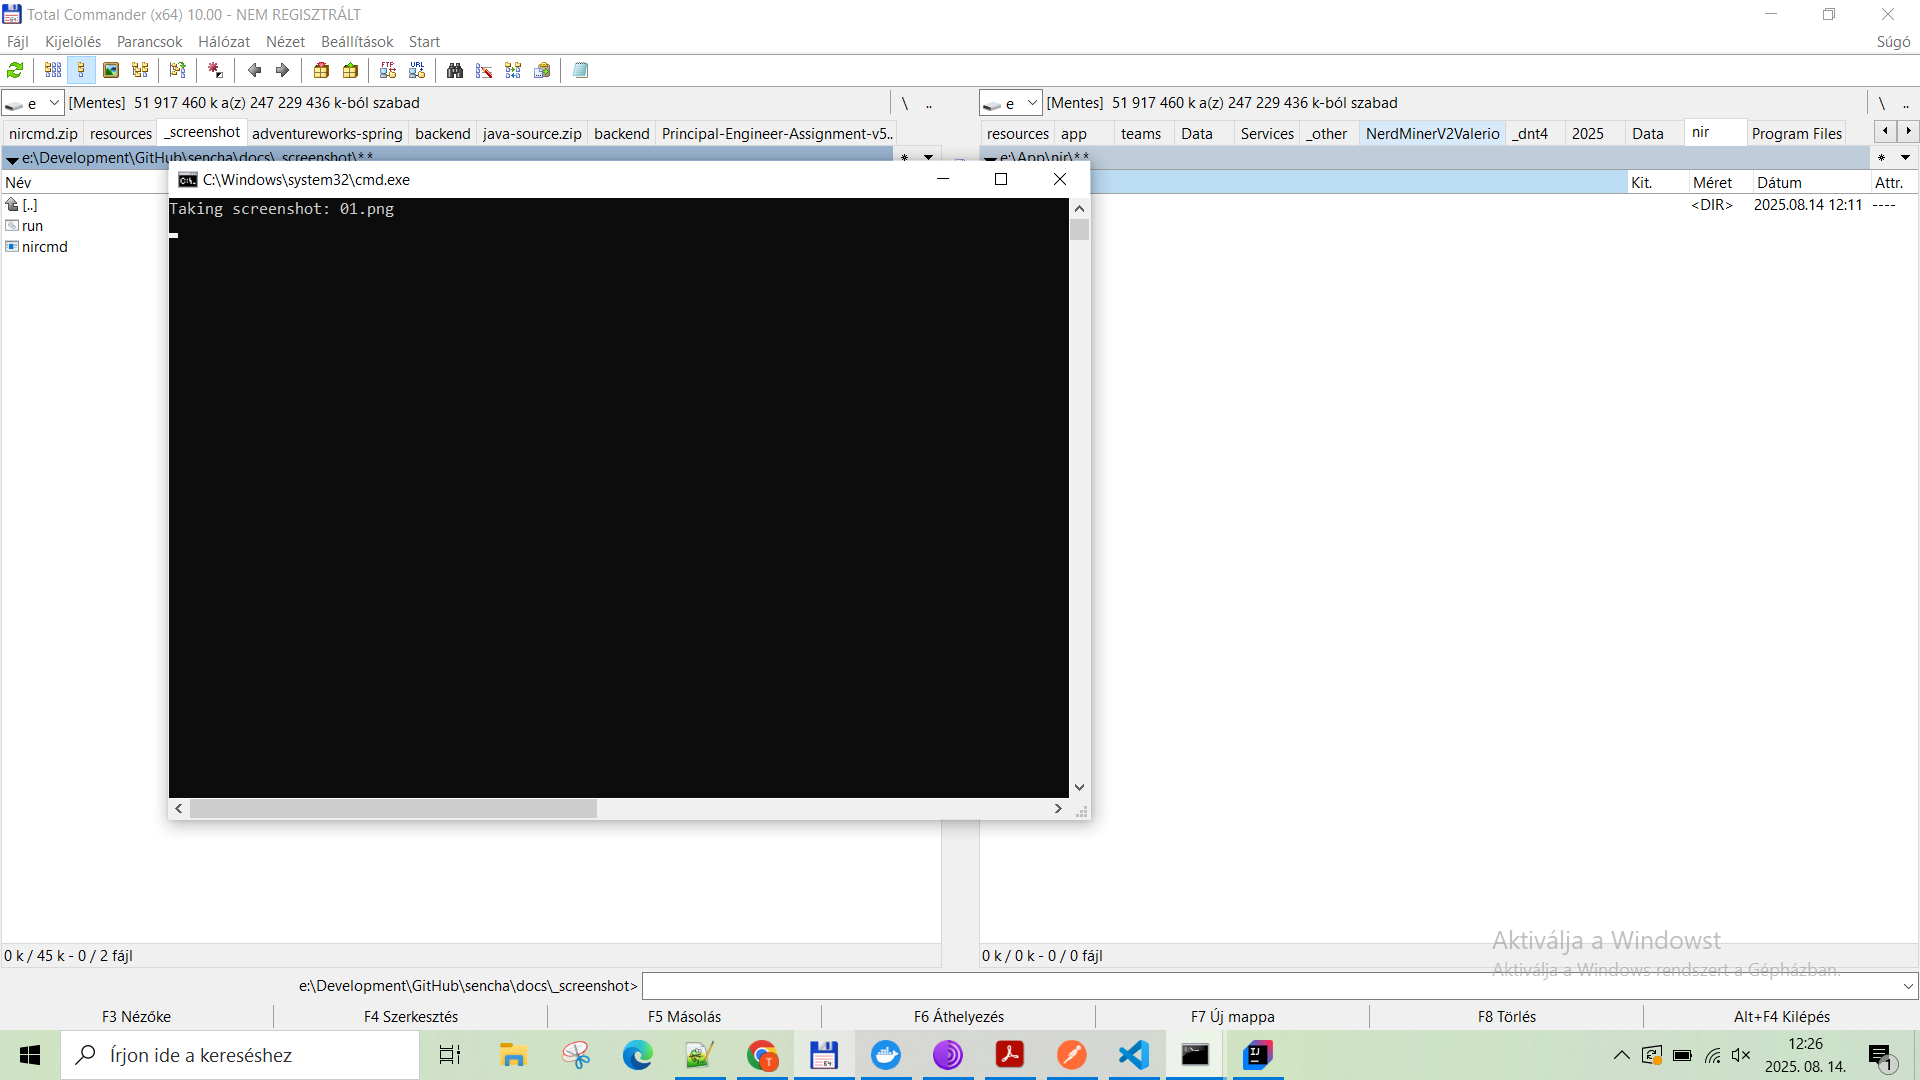 Total Commander (x64) 10.00 - NEM REGISZTRÁLT
Fájl Kijelölés Parancsok Hálózat Nézet Beállítások Start Súgó
FTP URL
e [Mentes] 51 917 460 k a(z) 247 229 436 k-ból szabad \ ..
e [Mentes] 51 917 460 k a(z) 247 229 436 k-ból szabad \ ..
nircmd.zip resources _screenshot adventureworks-spring backend java-source.zip backend Principal-Engineer-Assignment-v5..
resources app teams Data Services _other NerdMinerV2Valerio _dnt4 2025 Data nir Program Files
e:\Development\GitHub\sencha\docs\_screenshot\*.*
e:\App\nir\*.*
Név
Kit. Méret Dátum Attr.
[..]
<DIR> 2025.08.14 12:11 ----
run
nircmd
C:\Windows\system32\cmd.exe
Taking screenshot: 01.png
0 k / 45 k - 0 / 2 fájl
0 k / 0 k - 0 / 0 fájl
Aktiválja a Windowst
Aktiválja a Windows rendszert a Gépházban.
e:\Development\GitHub\sencha\docs\_screenshot>
F3 Nézőke F4 Szerkesztés F5 Másolás F6 Áthelyezés F7 Új mappa F8 Törlés Alt+F4 Kilépés
Írjon ide a kereséshez
12:26
2025. 08. 14.
1